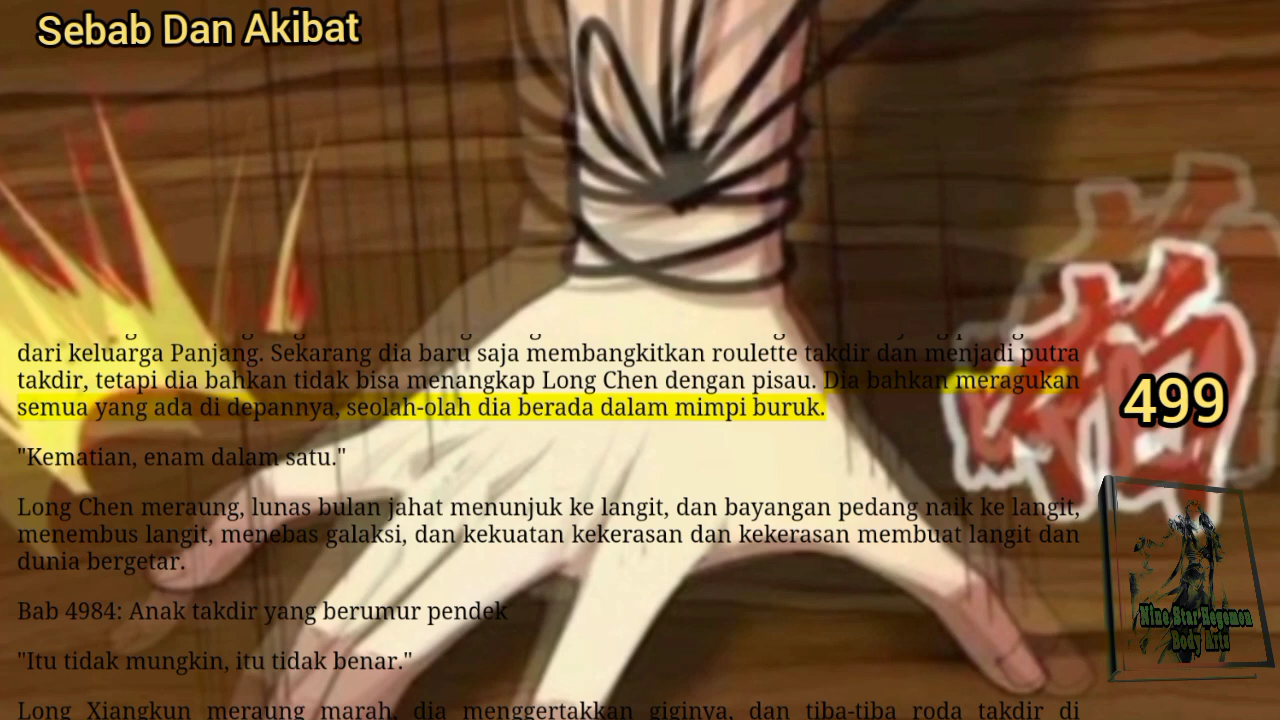 Sebab Dan Akibat
dari keluarga Panjang. Sekarang dia baru saja membangkitkan roulette takdir dan menjadi putra
takdir, tetapi dia bahkan tidak bisa menangkap Long Chen dengan pisau. Dia bahkan meragukan
semua yang ada di depannya, seolah-olah dia berada dalam mimpi buruk.
"Kematian, enam dalam satu."
Long Chen meraung, lunas bulan jahat menunjuk ke langit, dan bayangan pedang naik ke langit,
menembus langit, menebas galaksi, dan kekuatan kekerasan dan kekerasan membuat langit dan
dunia bergetar.
Bab 4984: Anak takdir yang berumur pendek
"Itu tidak mungkin, itu tidak benar."
Long Xiangkun meraung marah, dia menggertakkan giginya, dan tiba-tiba roda takdir di
499
Nine Star Hegemon
Body Arts